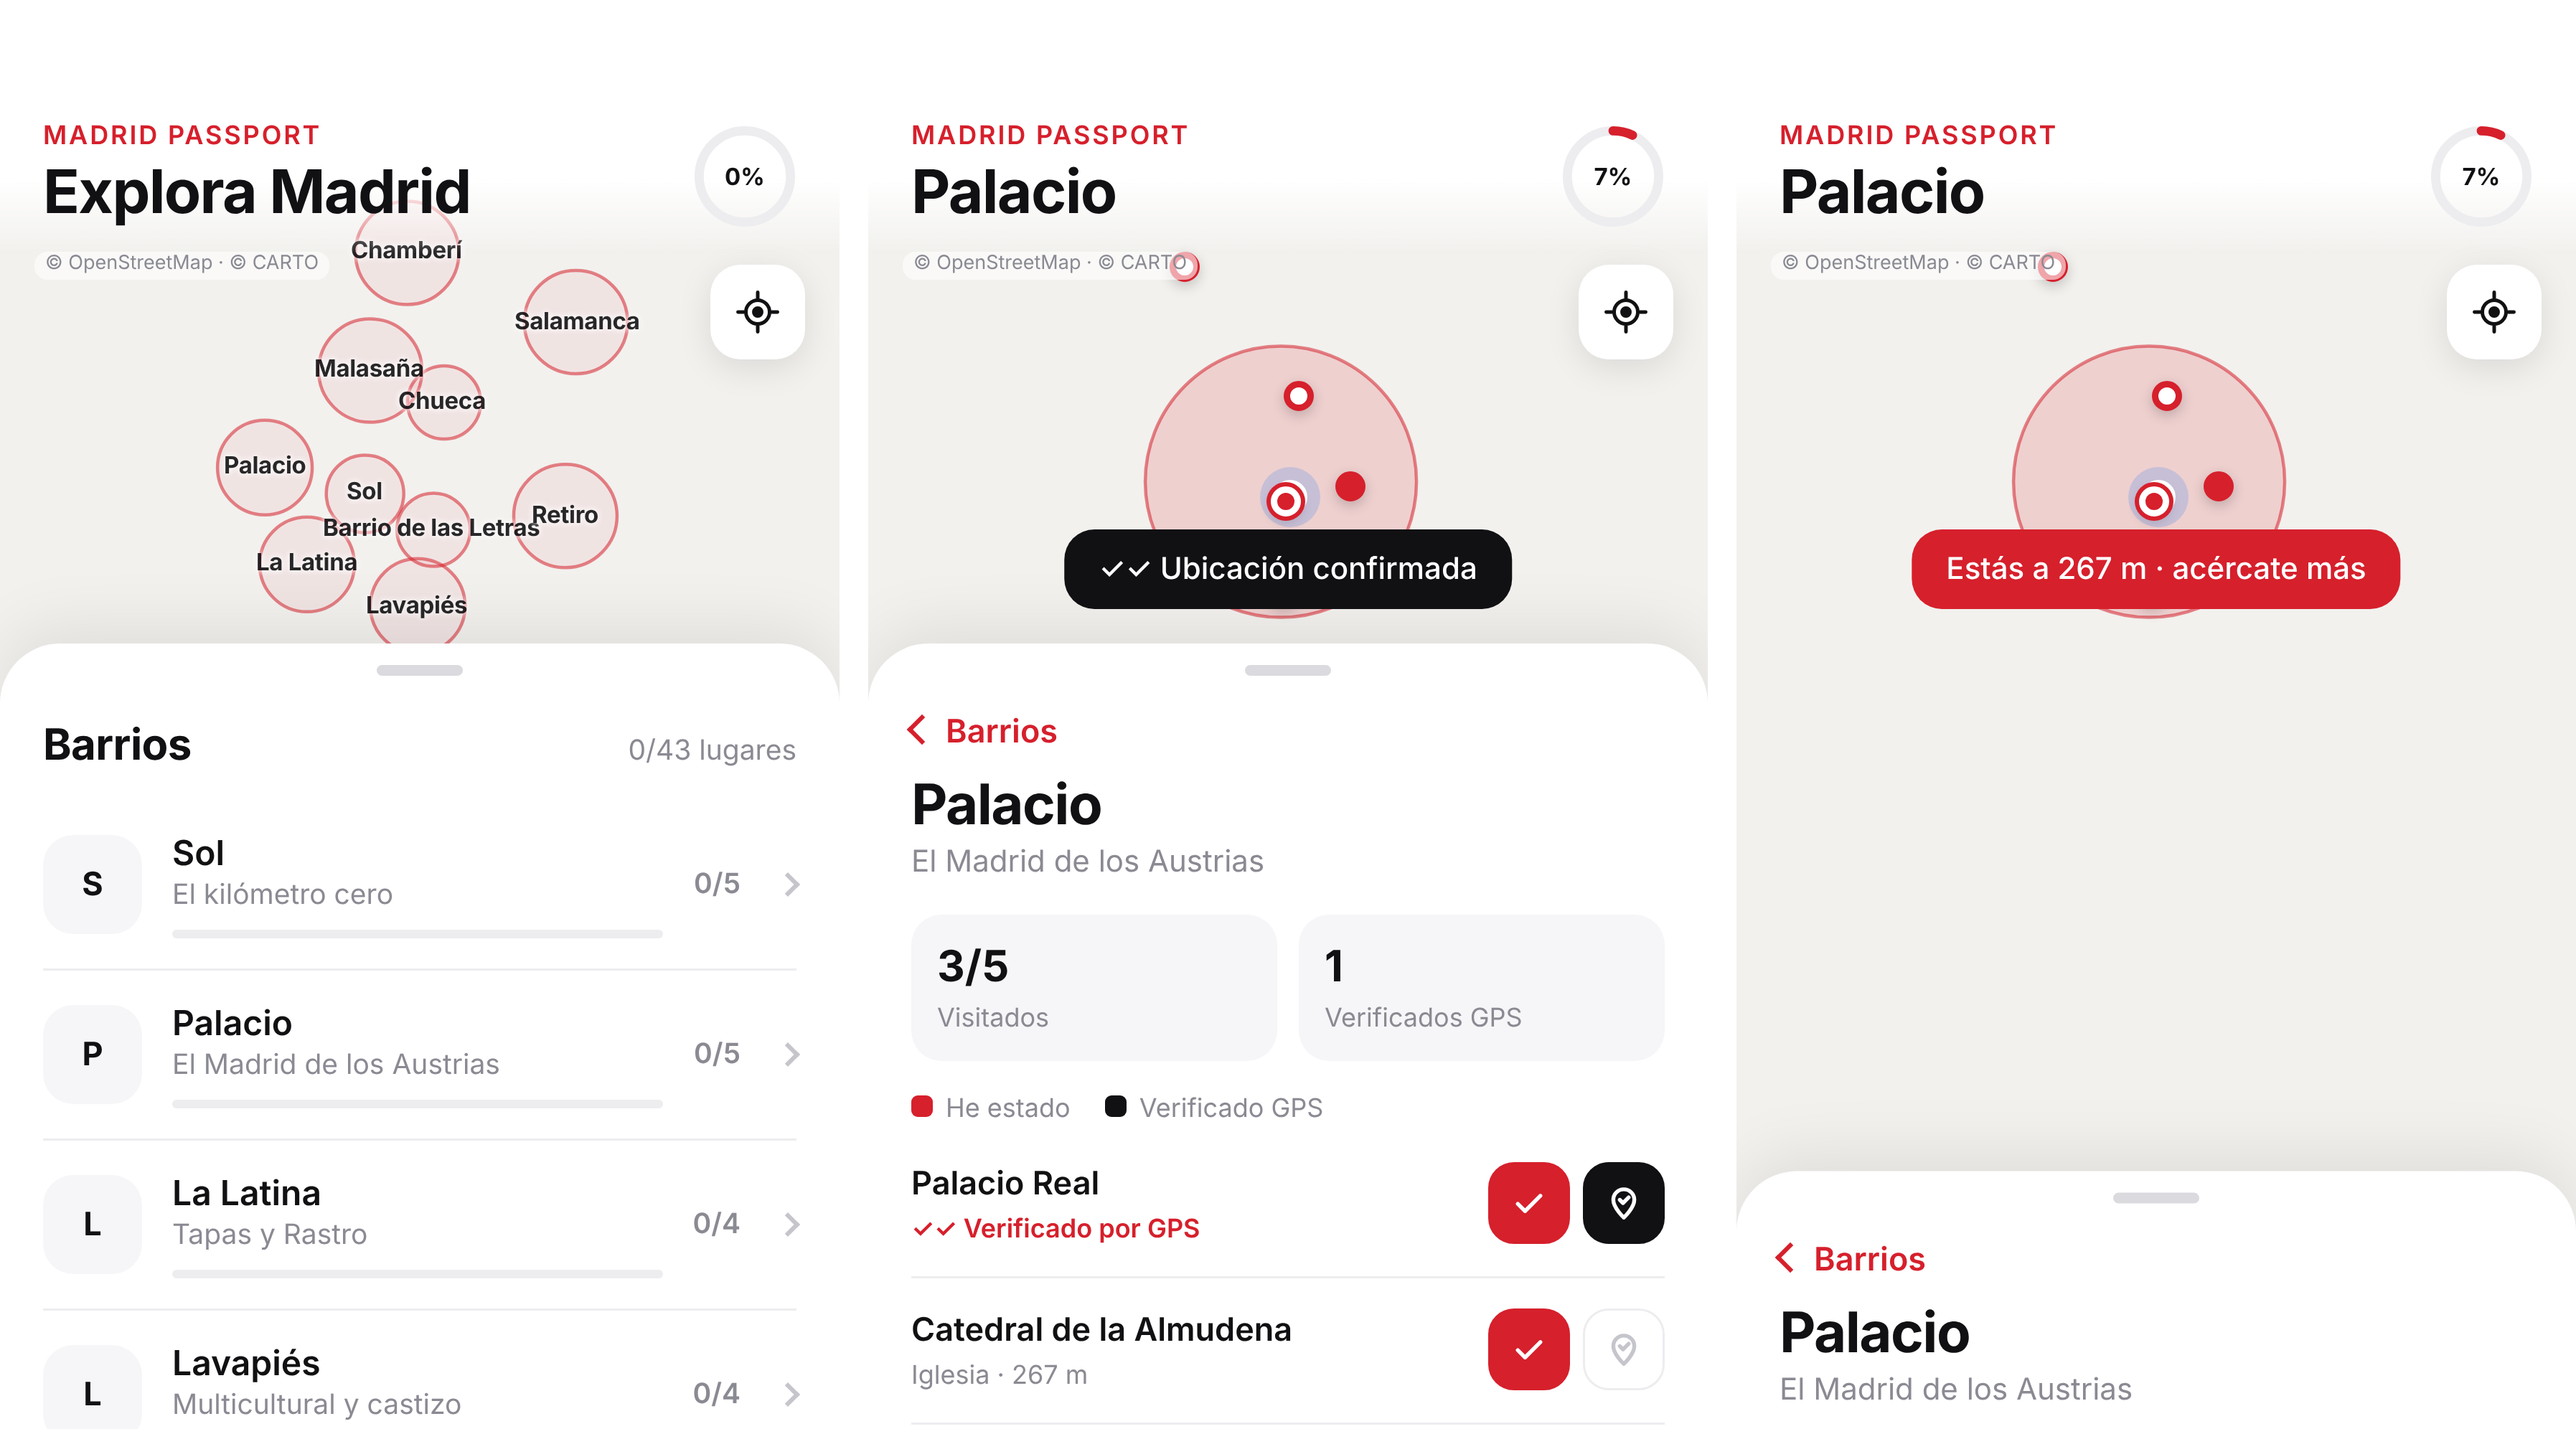 MADRID PASSPORT
Explora Madrid
0%
© OpenStreetMap · © CARTO
Chamberí
Salamanca
Malasaña
Chueca
Palacio
Sol
Retiro
Barrio de las Letras
La Latina
Lavapiés
Barrios
0/43 lugares
S
Sol
El kilómetro cero
0/5
P
Palacio
El Madrid de los Austrias
0/5
L
La Latina
Tapas y Rastro
0/4
L
Lavapiés
Multicultural y castizo
0/4
MADRID PASSPORT
Palacio
7%
© OpenStreetMap · © CARTO
✓✓ Ubicación confirmada
Barrios
Palacio
El Madrid de los Austrias
3/5
Visitados
1
Verificados GPS
He estado
Verificado GPS
Palacio Real
✓✓ Verificado por GPS
Catedral de la Almudena
Iglesia · 267 m
MADRID PASSPORT
Palacio
7%
© OpenStreetMap · © CARTO
Estás a 267 m · acércate más
Barrios
Palacio
El Madrid de los Austrias